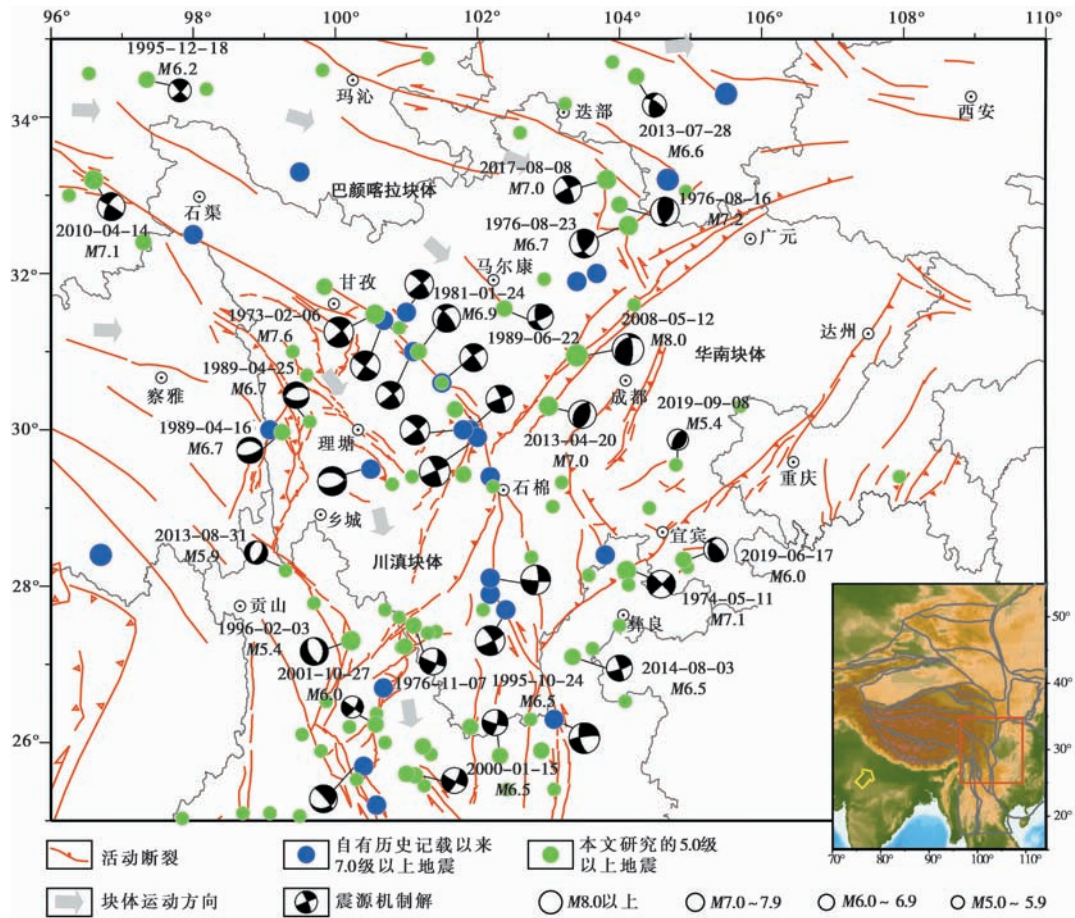 96° 98° 100° 102° 104° 106° 108° 110°
34°
32°
30°
28°
26°
1995-12-18
M6.2
玛沁
迭部
西安
2013-07-28
M6.6
2017-08-08
M7.0
巴颜喀拉块体
石渠
1976-08-16
M7.2
2010-04-14
M7.1
1976-08-23
M6.7
广元
马尔康
甘孜
1981-01-24
M6.9
1973-02-06
M7.6
1989-06-22
2008-05-12
M8.0
达州
华南块体
1989-04-25
M6.7
察雅
成都
2019-09-08
M5.4
1989-04-16
M6.7
理塘
2013-04-20
M7.0
重庆
石棉
乡城
宜宾
2013-08-31
M5.9
川滇块体
2019-06-17
M6.0
1974-05-11
M7.1
贡山
彝良
1996-02-03
M5.4
2001-10-27
M6.0
1976-11-07
1995-10-24
M6.5
2014-08-03
M6.5
2000-01-15
M6.5
50°
40°
30°
20°
70° 80° 90° 100° 110°
活动断裂
自有历史记载以来
7.0级以上地震
本文研究的5.0级
以上地震
块体运动方向
震源机制解
M8.0以上
M7.0~7.9
M6.0~6.9
M5.0~5.9